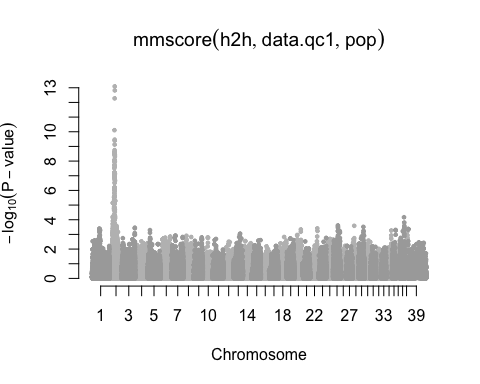 mmscore(h2h, data.qc1, pop)
−log10(P − value)
13
10
8
6
4
2
0
1 3 5 7 10 14 18 22 27 33 39
Chromosome